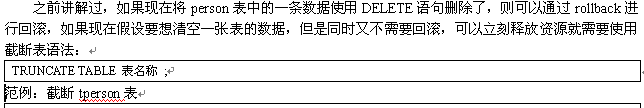 之前讲解过，如果现在将 person 表中的一条数据使用 DELETE 语句删除了，则可以通过 rollback 进
行回滚，如果现在假设要想清空一张表的数据，但是同时又不需要回滚，可以立刻释放资源就需要使用
截断表语法：
TRUNCATE TABLE 表名称 ;
范例：截断 tperson 表